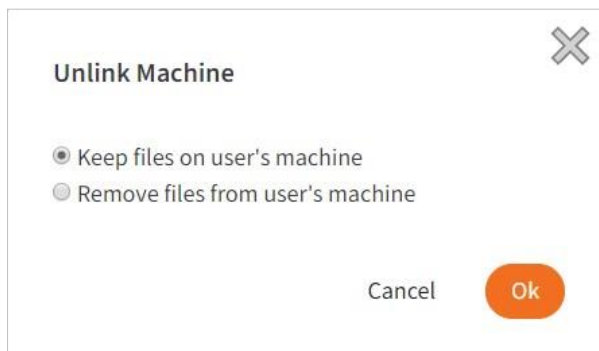 Unlink Machine
Keep files on user's machine
Remove files from user's machine
Cancel Ok